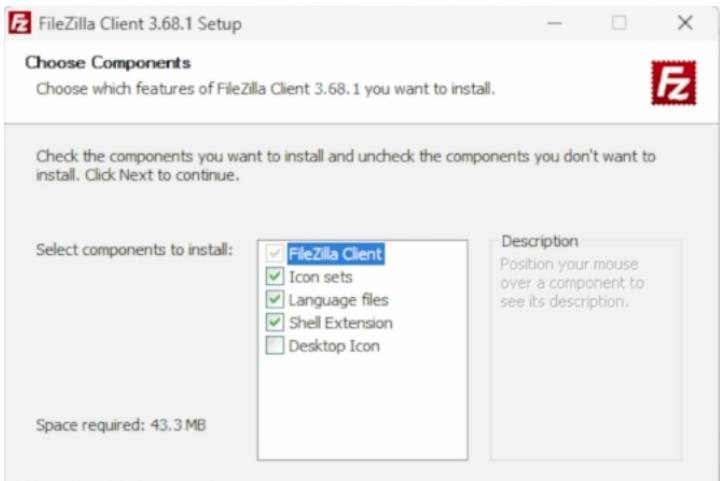 FileZilla Client 3.68.1 Setup
Choose Components
Choose which features of FileZilla Client 3.68.1 you want to install.
Fz
Check the components you want to install and uncheck the components you don't want to
install. Click Next to continue.
Select components to install:
FileZilla Client
Icon sets
Language files
Shell Extension
Desktop Icon
Description
Position your mouse
over a component to
see its description.
Space required: 43.3 MB